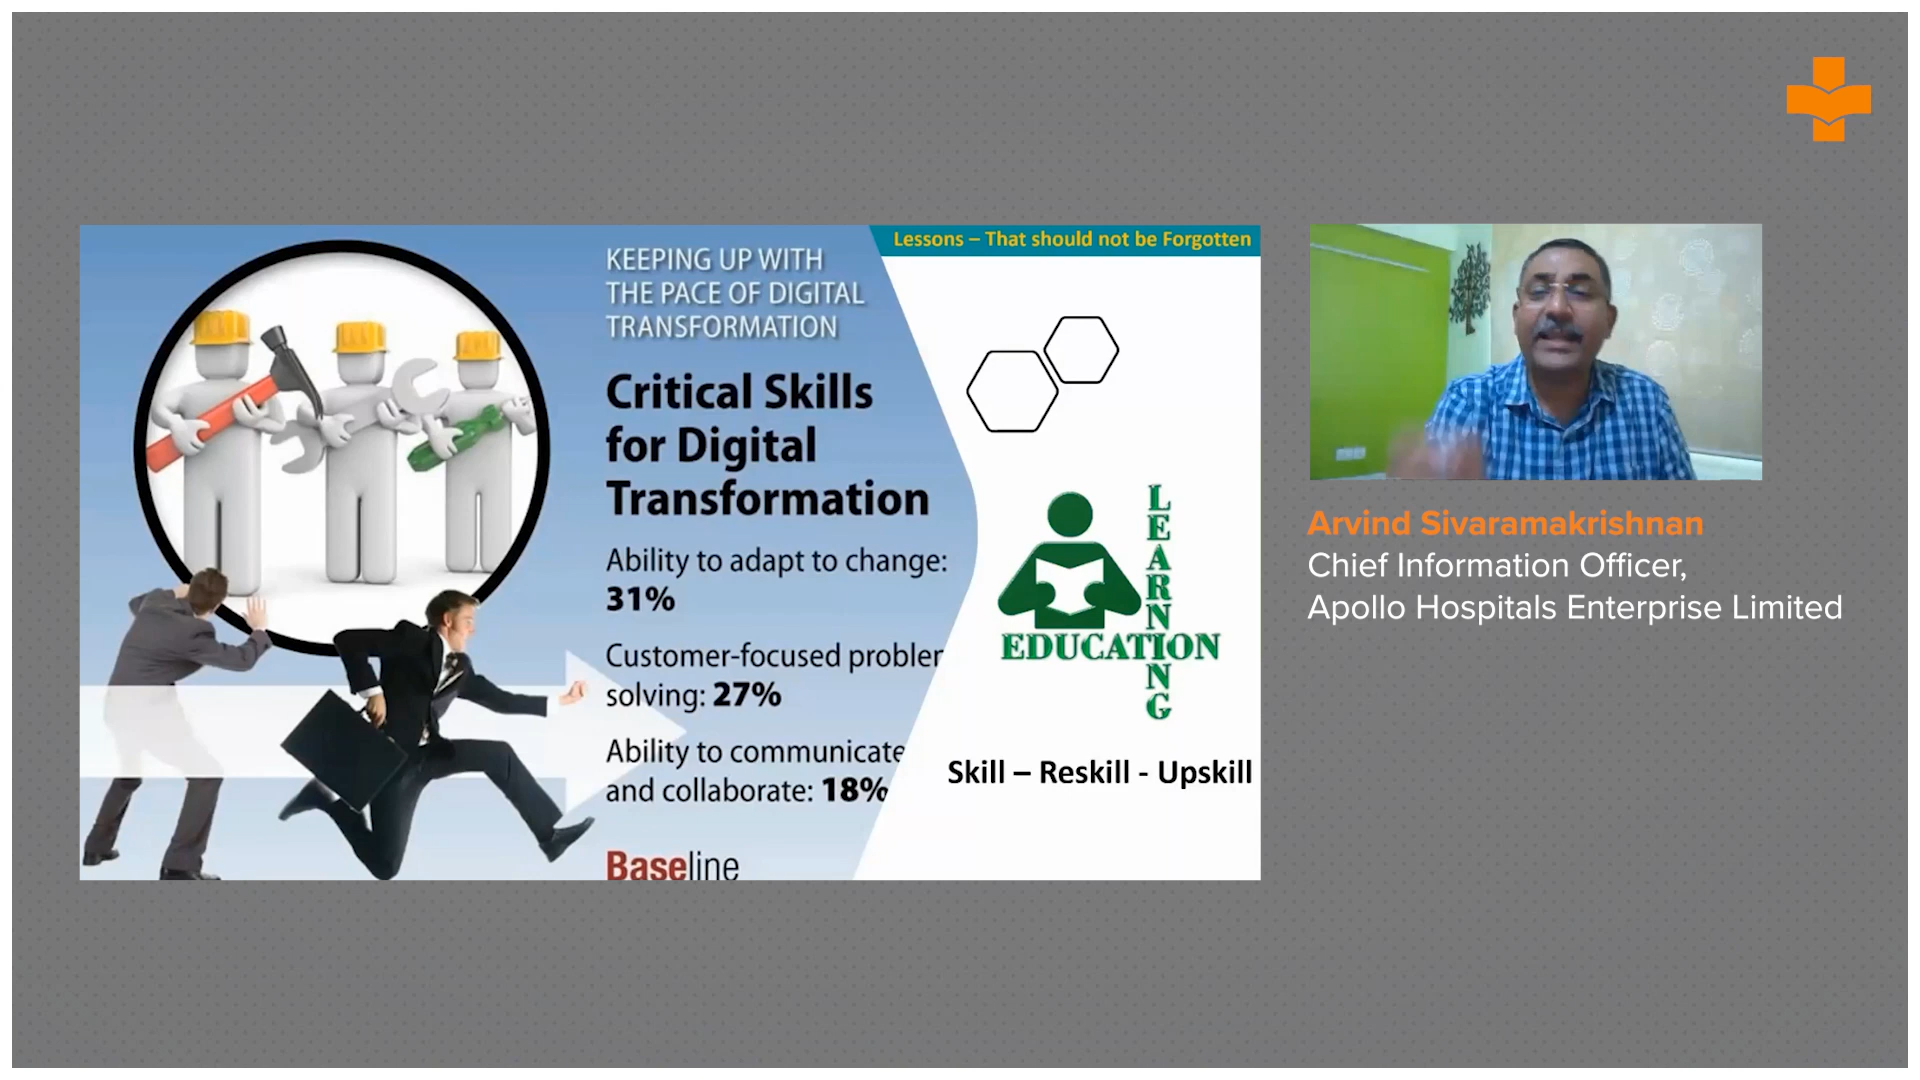 Lessons – That should not be Forgotten
KEEPING UP WITH
THE PACE OF DIGITAL
TRANSFORMATION
Critical Skills
for Digital
Transformation
Ability to adapt to change:
31%
Customer-focused problem
solving: 27%
Ability to communicate
and collaborate: 18%
Baseline
LEARNING
EDUCATION
Skill – Reskill - Upskill
Arvind Sivaramakrishnan
Chief Information Officer,
Apollo Hospitals Enterprise Limited